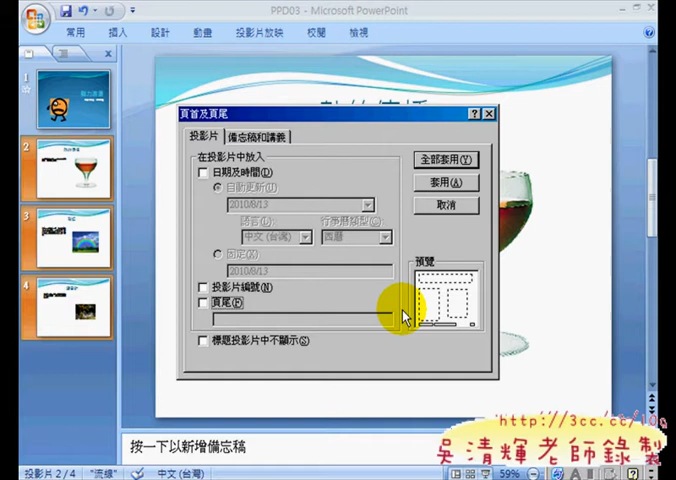 PPD03 - Microsoft PowerPoint
常用 插入 設計 動畫 投影片放映 校閱 檢視
頁首及頁尾
投影片 備忘稿和講義
在投影片中放入
日期及時間(D)
自動更新(U)
2010/8/13
語言(L): 行事曆類型(C):
中文 (台灣) 西曆
固定(X)
2010/8/13
投影片編號(N)
頁尾(F)
標題投影片中不顯示(S)
全部套用(Y)
套用(A)
取消
預覽
1
2
3
4
按一下以新增備忘稿
http://3cc.ct/10q
吳清輝老師錄製
投影片 2 / 4 "流線" 中文 (台灣) 59%